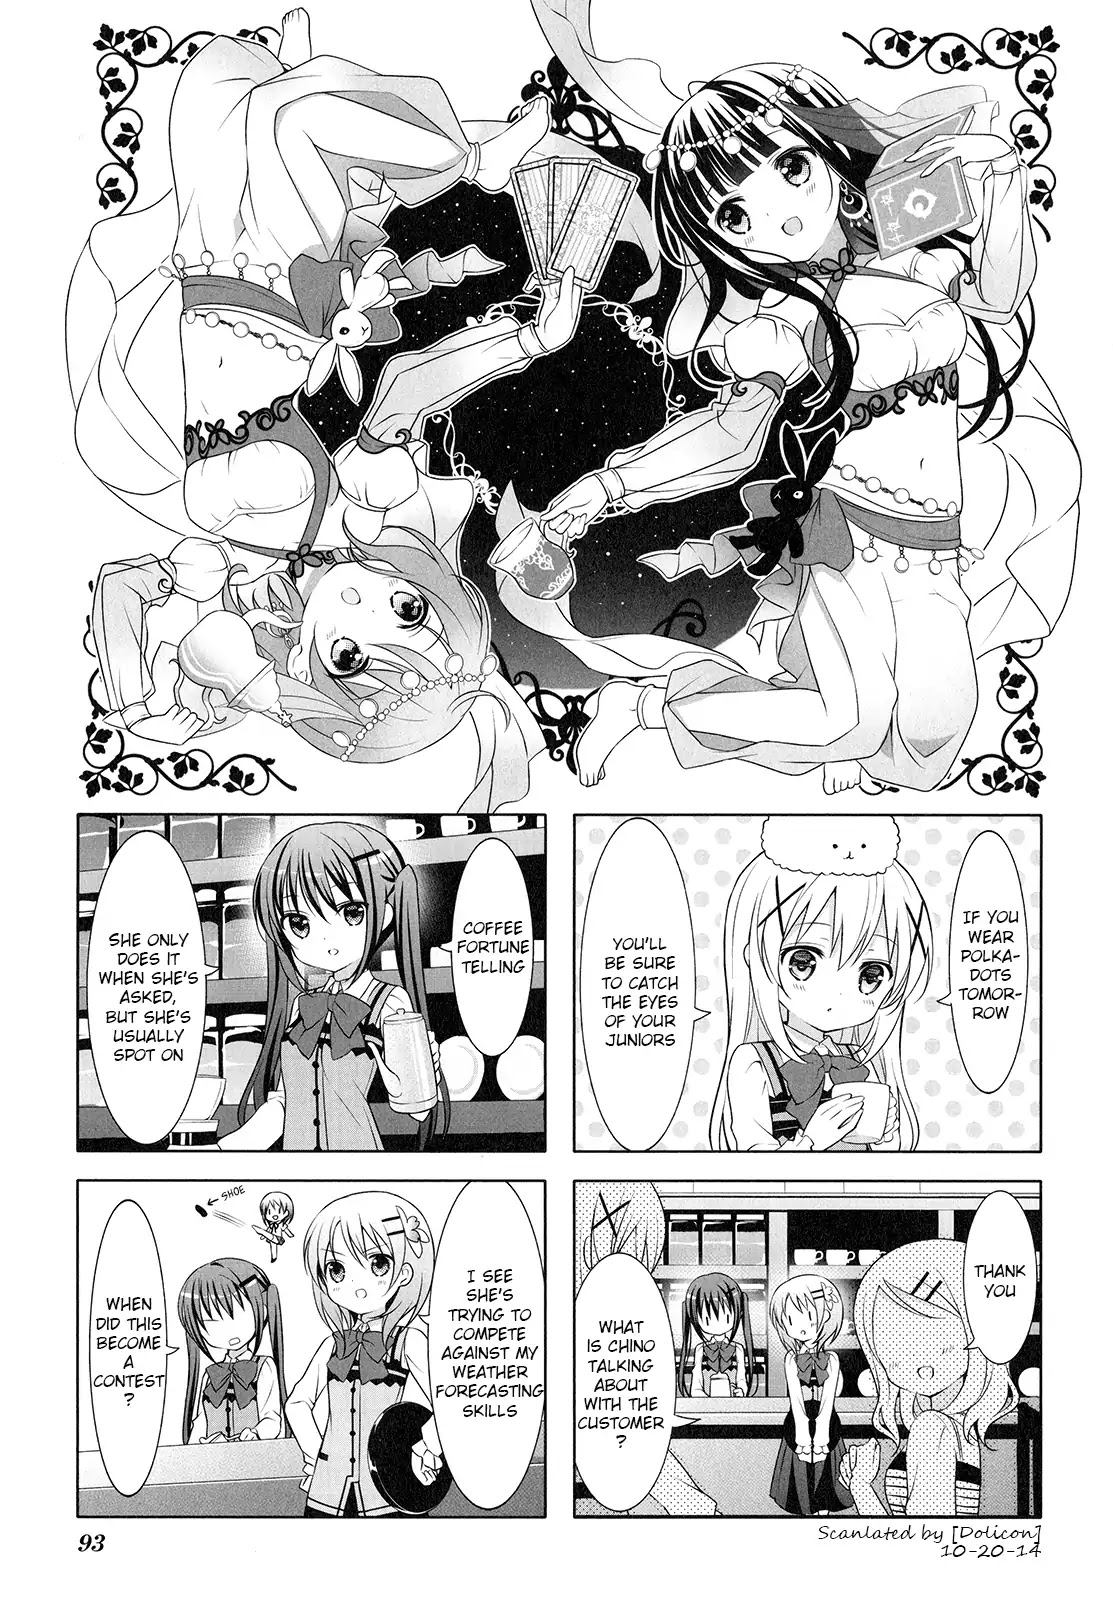 IF YOU
WEAR
POLKA-
DOTS
TOMOR-
ROW
YOU'LL
BE SURE
TO CATCH
THE EYES
OF YOUR
JUNIORS
THANK
YOU
WHAT
IS CHINO
TALKING
ABOUT
WITH THE
CUSTOMER
?
COFFEE
FORTUNE
TELLING
SHE ONLY
DOES IT
WHEN SHE'S
ASKED,
BUT SHE'S
USUALLY
SPOT ON
I SEE
SHE'S
TRYING TO
COMPETE
AGAINST MY
WEATHER
FORECASTING
SKILLS
← SHOE
WHEN
DID THIS
BECOME
A
CONTEST
?
93
Scanlated by [Dolicon]
10-20-14